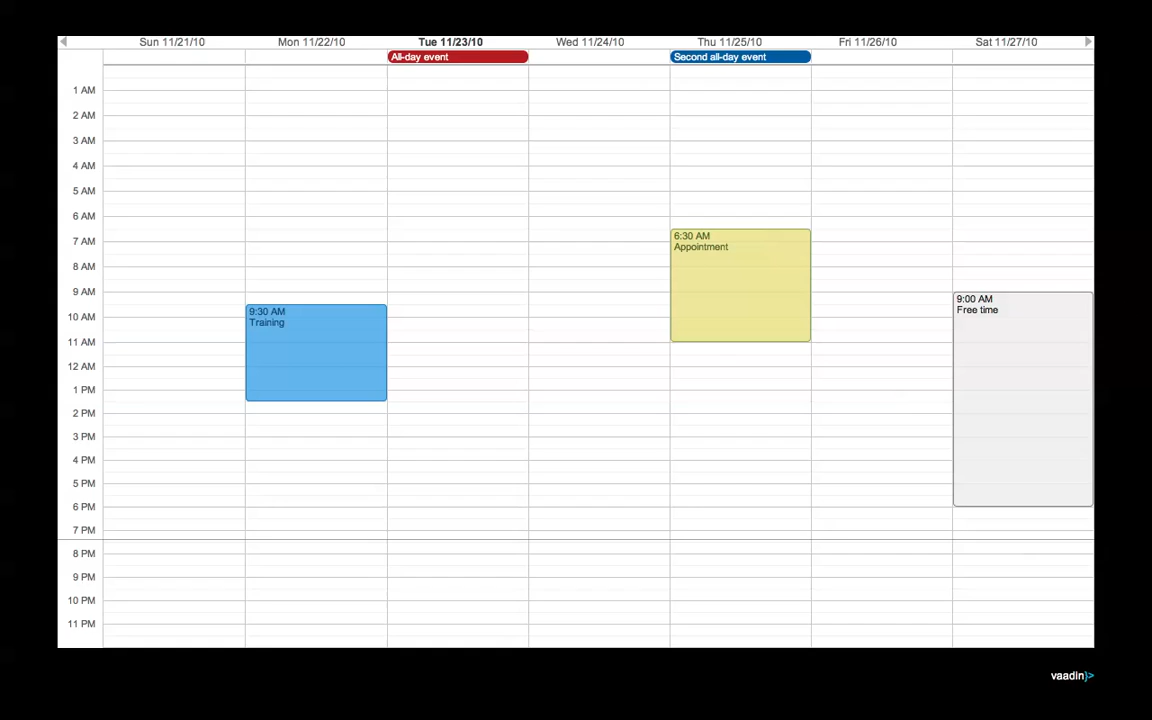 Sun 11/21/10 Mon 11/22/10 Tue 11/23/10 Wed 11/24/10 Thu 11/25/10 Fri 11/26/10 Sat 11/27/10
All-day event Second all-day event
1 AM
2 AM
3 AM
4 AM
5 AM
6 AM
6:30 AM
7 AM
Appointment
8 AM
9 AM
9:00 AM
Free time
9:30 AM
10 AM
Training
11 AM
12 AM
1 PM
2 PM
3 PM
4 PM
5 PM
6 PM
7 PM
8 PM
9 PM
10 PM
11 PM
vaadin}>